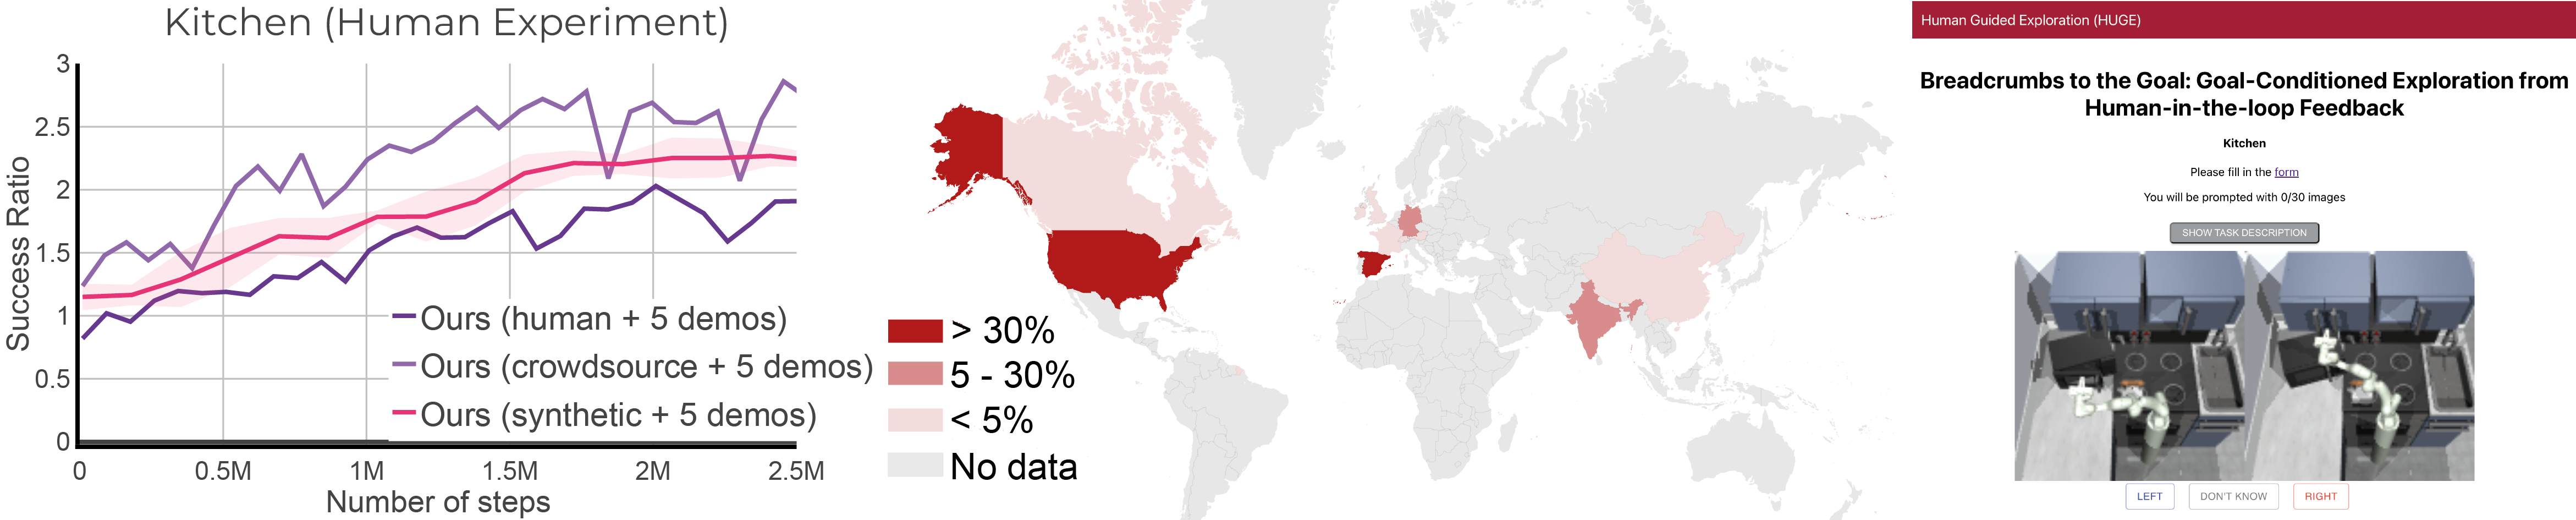 Kitchen (Human Experiment)
3
2.5
2
1.5
1
0.5
0
Success Ratio
Ours (human + 5 demos)
Ours (crowdsource + 5 demos)
Ours (synthetic + 5 demos)
0 0.5M 1M 1.5M 2M 2.5M
Number of steps
> 30%
5 - 30%
< 5%
No data
Human Guided Exploration (HUGE)
Breadcrumbs to the Goal: Goal-Conditioned Exploration from
Human-in-the-loop Feedback
Kitchen
Please fill in the form
You will be prompted with 0/30 images
SHOW TASK DESCRIPTION
LEFT DON'T KNOW RIGHT